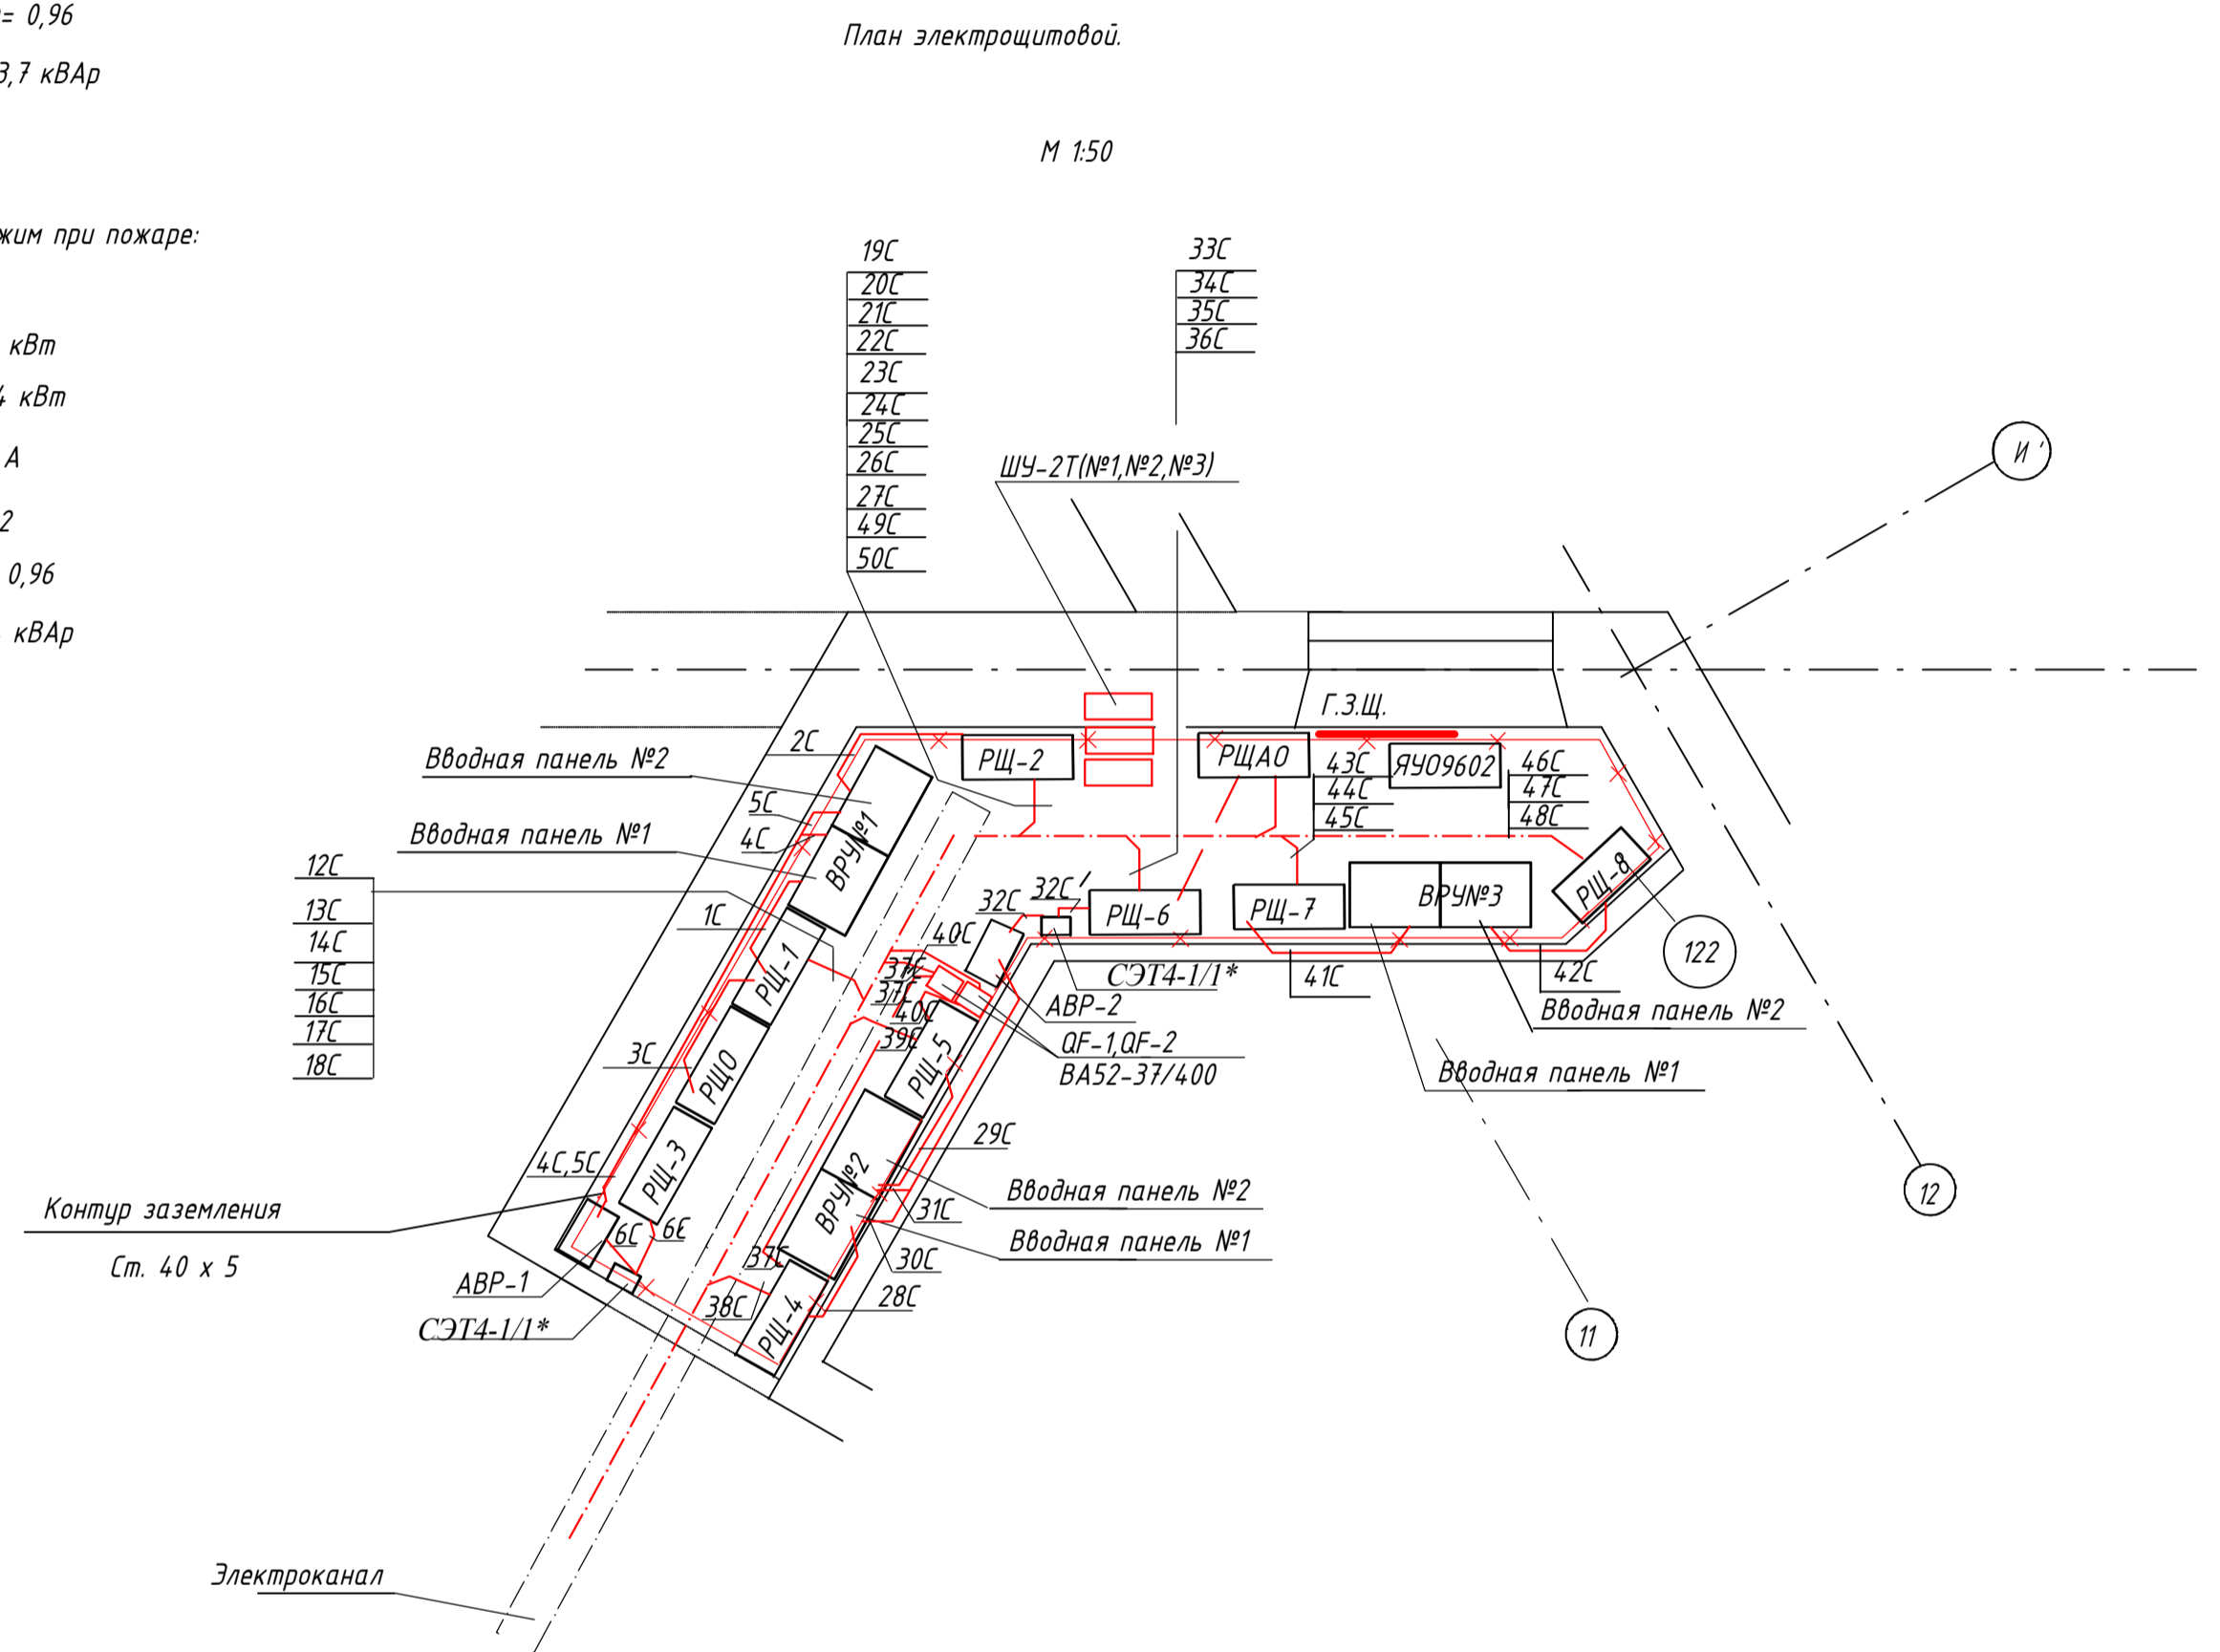 = 0,96
План электрощитовой.
3,7 кВАр
М 1:50
жим при пожаре:
кВт
4 кВт
А
2
0,96
кВАр
19С
20С
21С
22С
23С
24С
25С
26С
27С
49С
50С
33С
34С
35С
36С
ШУ-2Т(№1,№2,№3)
И'
Г.З.Щ.
2С
Вводная панель №2
РЩ-2
РЩАО
43С
44С
45С
ЯУО9602
46С
47С
48С
5С
4С
Вводная панель №1
ВРУ№1
12С
13С
14С
15С
16С
17С
18С
1С
РЩ-1
32С
32С'
РЩ-6
РЩ-7
ВРУ№3
РЩ-8
122
40С
37С
37С
40С
39С
СЭТ4-1/1*
41С
42С
АВР-2
Вводная панель №2
QF-1,QF-2
ВА52-37/400
Вводная панель №1
3С
РЩО
РЩ-5
29С
4С,5С
РЩ-3
ВРУ№2
Вводная панель №2
31С
12
Контур заземления
Ст. 40 х 5
6С
6С
37С
30С
Вводная панель №1
АВР-1
38С
28С
РЩ-4
СЭТ4-1/1*
11
Электроканал